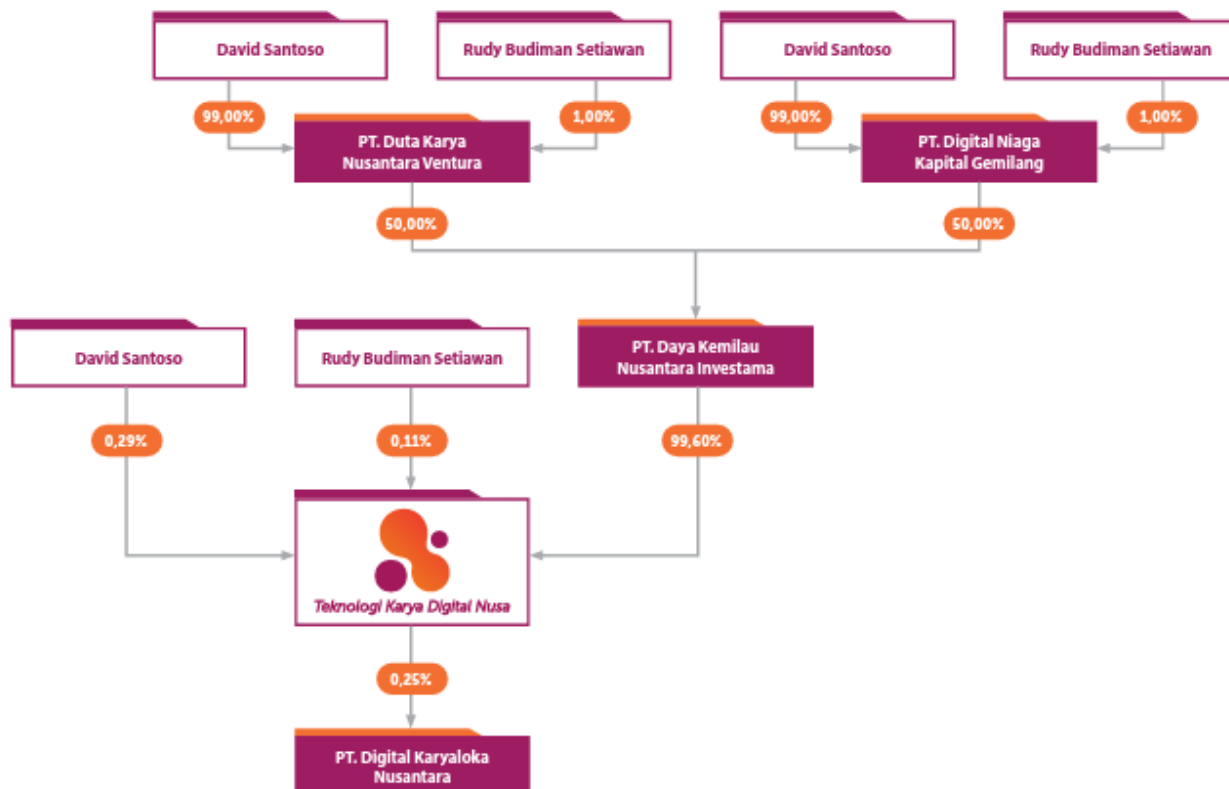 David Santoso
Rudy Budiman Setiawan
David Santoso
Rudy Budiman Setiawan
99,00%
1,00%
99,00%
1,00%
PT. Duta Karya
Nusantara Ventura
PT. Digital Niaga
Kapital Gemilang
50,00%
50,00%
David Santoso
Rudy Budiman Setiawan
PT. Daya Kemilau
Nusantara Investama
0,29%
0,11%
99,60%
Teknologi Karya Digital Nusa
0,25%
PT. Digital Karyaloka
Nusantara